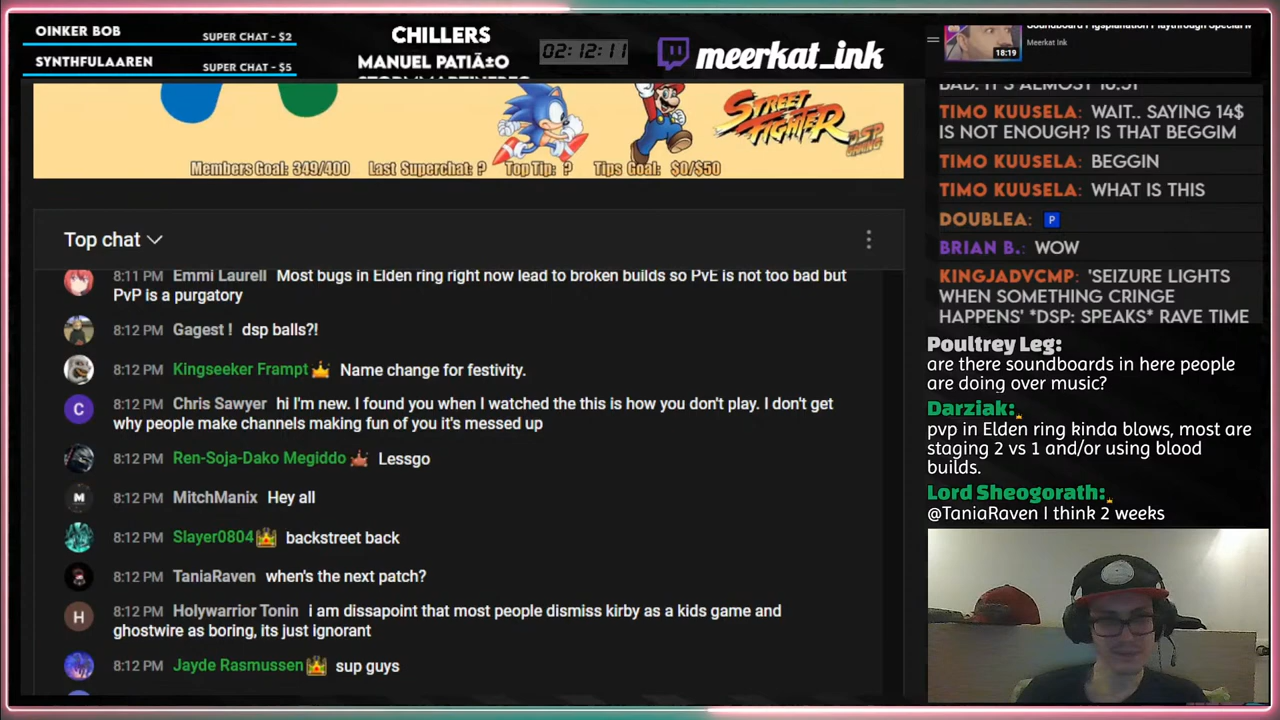 OINKER BOB
SUPER CHAT - $2
SYNTHFULAAREN
SUPER CHAT - $5
CHILLERS
MANUEL PATIñ±O
02:12:11
meerkat_ink
18:19
Meerkat Ink
STREET
FIGHTER
DSP
GAMING
Members Goal: 349/400 Last Superchat: ? Top Tip: ? Tips Goal: $0/$50
Top chat
8:11 PM Emmi Laurell Most bugs in Elden ring right now lead to broken builds so PvE is not too bad but
PvP is a purgatory
8:12 PM Gagest ! dsp balls?!
8:12 PM Kingseeker Frampt Name change for festivity.
C 8:12 PM Chris Sawyer hi I'm new. I found you when I watched the this is how you don't play. I don't get
why people make channels making fun of you it's messed up
8:12 PM Ren-Soja-Dako Megiddo Lessgo
M 8:12 PM MitchManix Hey all
8:12 PM Slayer0804 backstreet back
8:12 PM TaniaRaven when's the next patch?
H 8:12 PM Holywarrior Tonin i am dissapoint that most people dismiss kirby as a kids game and
ghostwire as boring, its just ignorant
8:12 PM Jayde Rasmussen sup guys
BAD. IT'S ALMOST
TIMO KUUSELA: WAIT.. SAYING 14$
IS NOT ENOUGH? IS THAT BEGGIM
TIMO KUUSELA: BEGGIN
TIMO KUUSELA: WHAT IS THIS
DOUBLEA: P
BRIAN B.: WOW
KINGJADVCMP: 'SEIZURE LIGHTS
WHEN SOMETHING CRINGE
HAPPENS' *DSP: SPEAKS* RAVE TIME
Poultrey Leg:
are there soundboards in here people
are doing over music?
Darziak:
pvp in Elden ring kinda blows, most are
staging 2 vs 1 and/or using blood
builds.
Lord Sheogorath:
@TaniaRaven I think 2 weeks